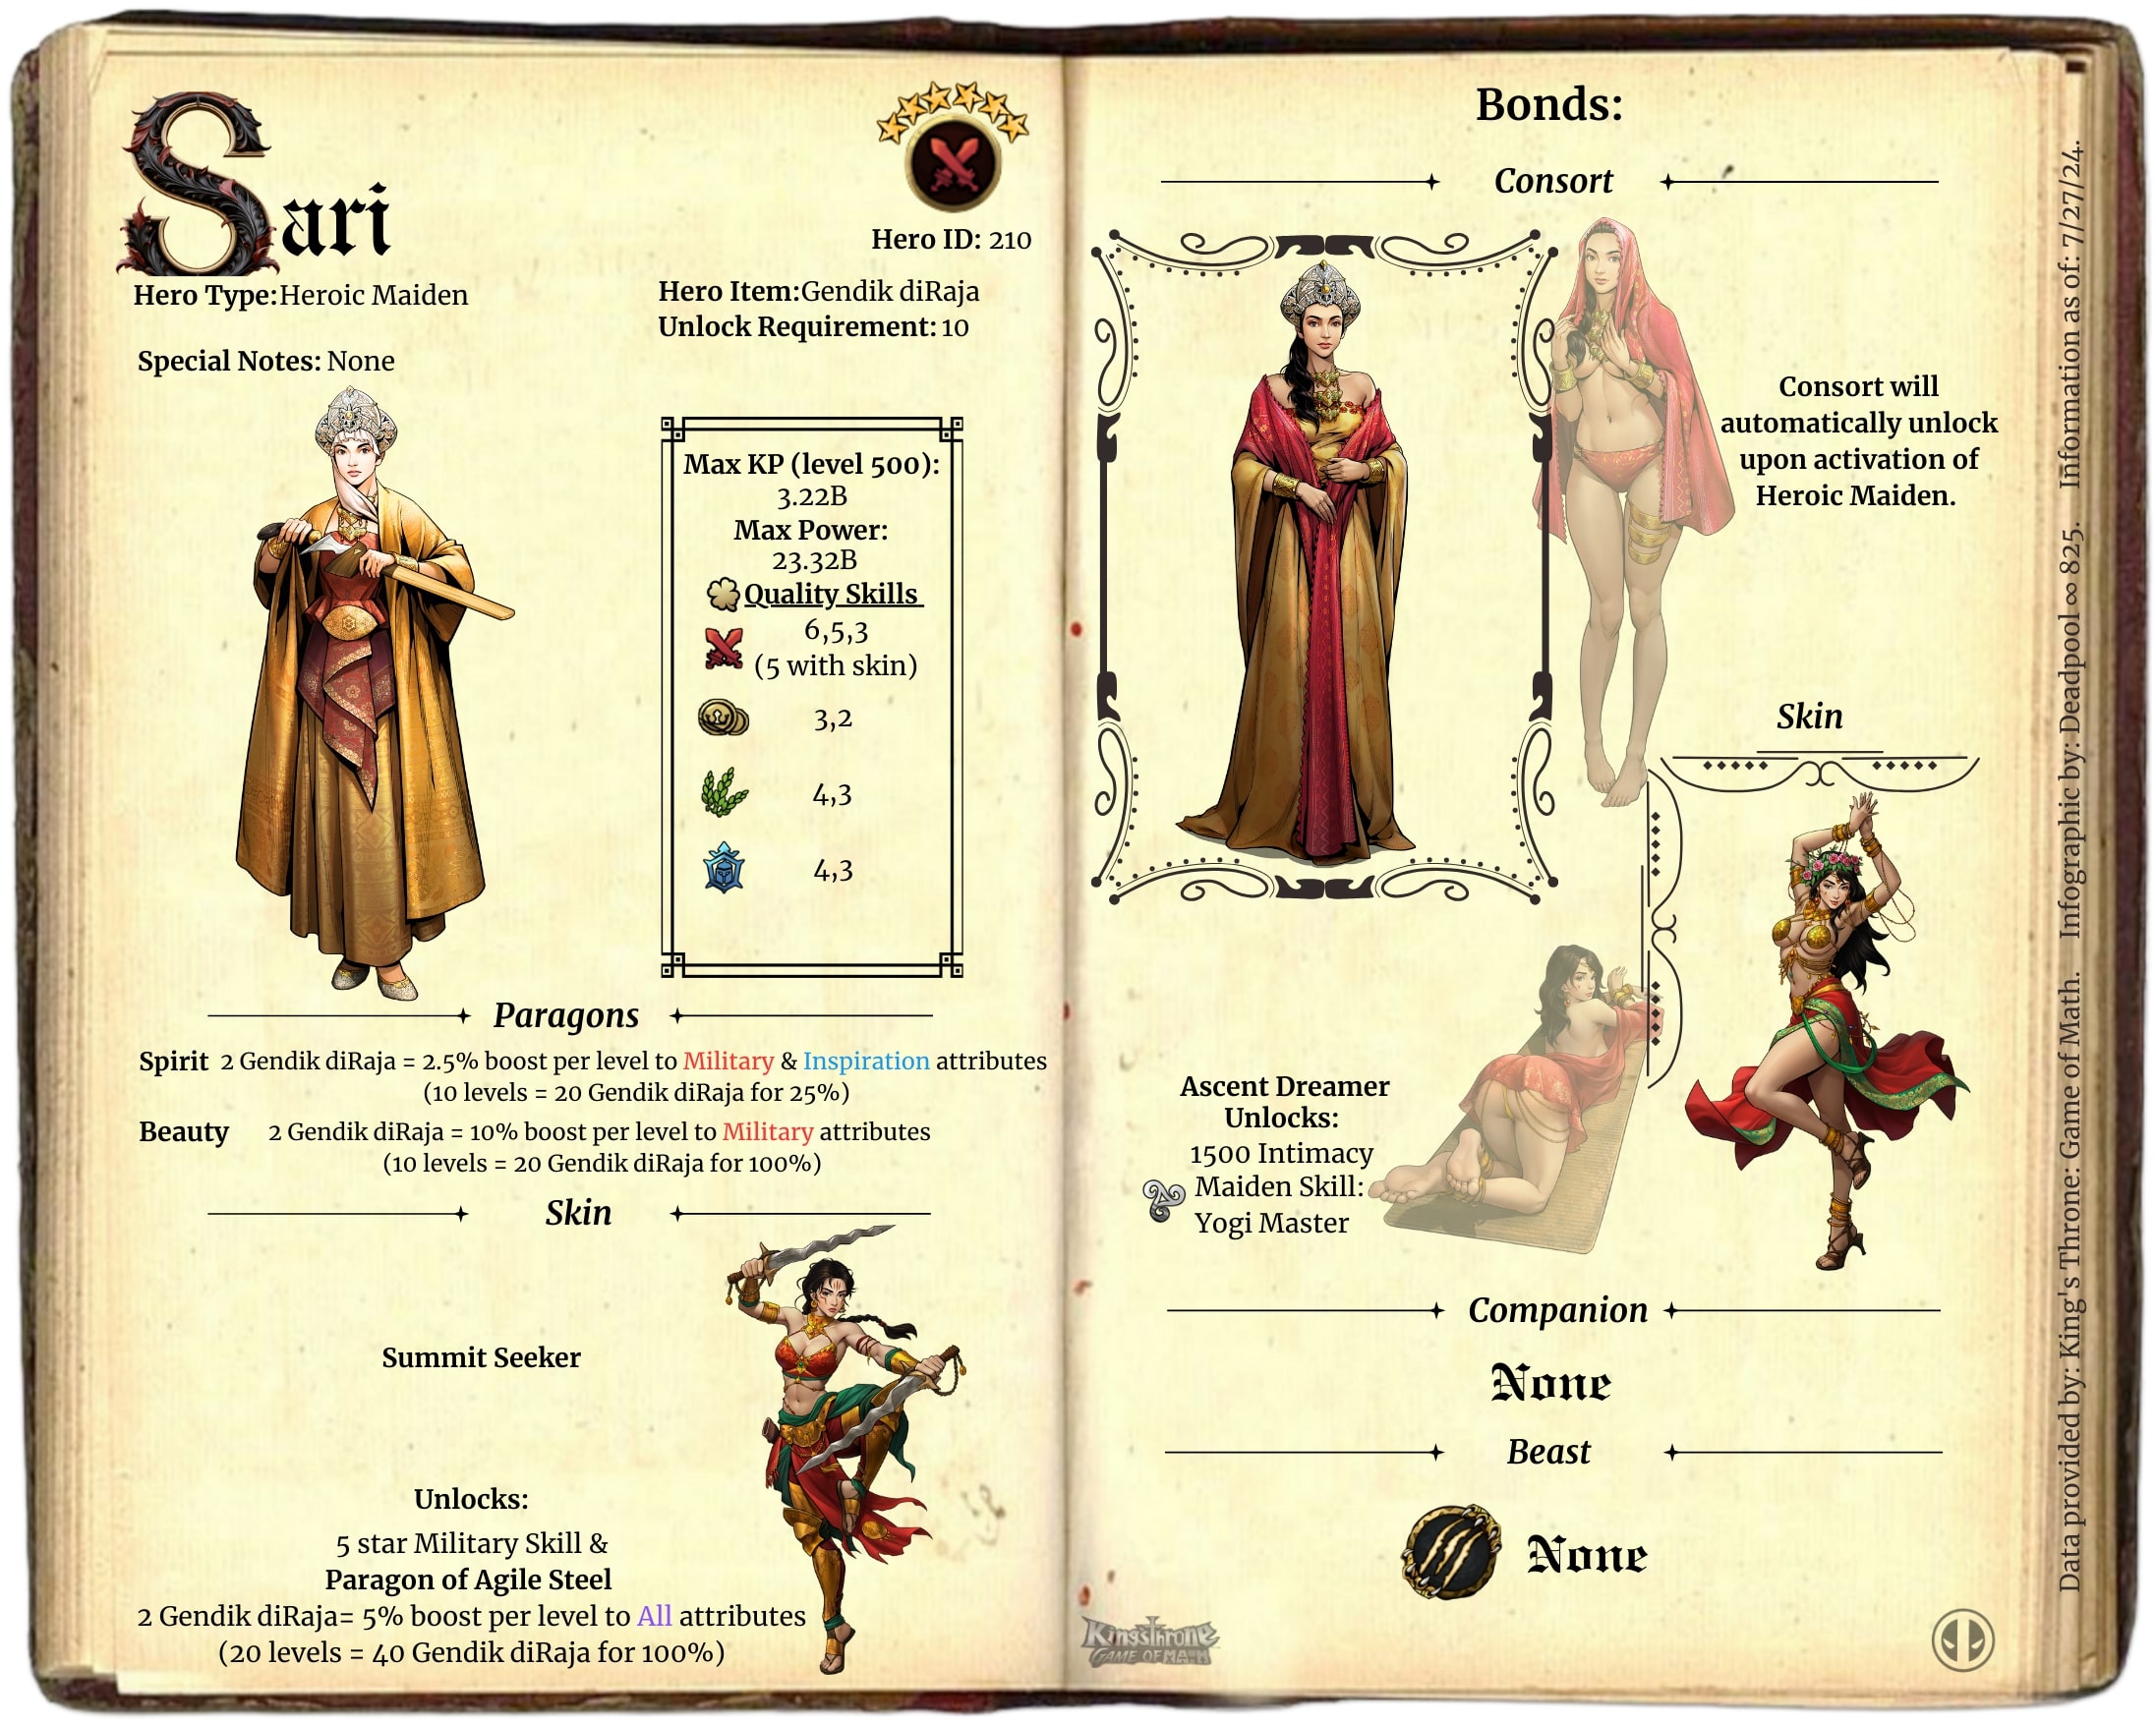 Sari
Hero ID: 210
Hero Type:Heroic Maiden
Hero Item:Gendik diRaja
Unlock Requirement: 10
Special Notes: None
Max KP (level 500):
3.22B
Max Power:
23.32B
Quality Skills
6,5,3
(5 with skin)
3,2
4,3
4,3
Paragons
Spirit 2 Gendik diRaja = 2.5% boost per level to Military & Inspiration attributes
(10 levels = 20 Gendik diRaja for 25%)
Beauty 2 Gendik diRaja = 10% boost per level to Military attributes
(10 levels = 20 Gendik diRaja for 100%)
Skin
Summit Seeker
Unlocks:
5 star Military Skill &
Paragon of Agile Steel
2 Gendik diRaja= 5% boost per level to All attributes
(20 levels = 40 Gendik diRaja for 100%)
Bonds:
Consort
Consort will
automatically unlock
upon activation of
Heroic Maiden.
Skin
Ascent Dreamer
Unlocks:
1500 Intimacy
Maiden Skill:
Yogi Master
Companion
None
Beast
None
KingsThrone
GAME OF MATH
Data provided by: King's Throne: Game of Math. Infographic by: Deadpool ∞ 825. Information as of: 7/27/24.